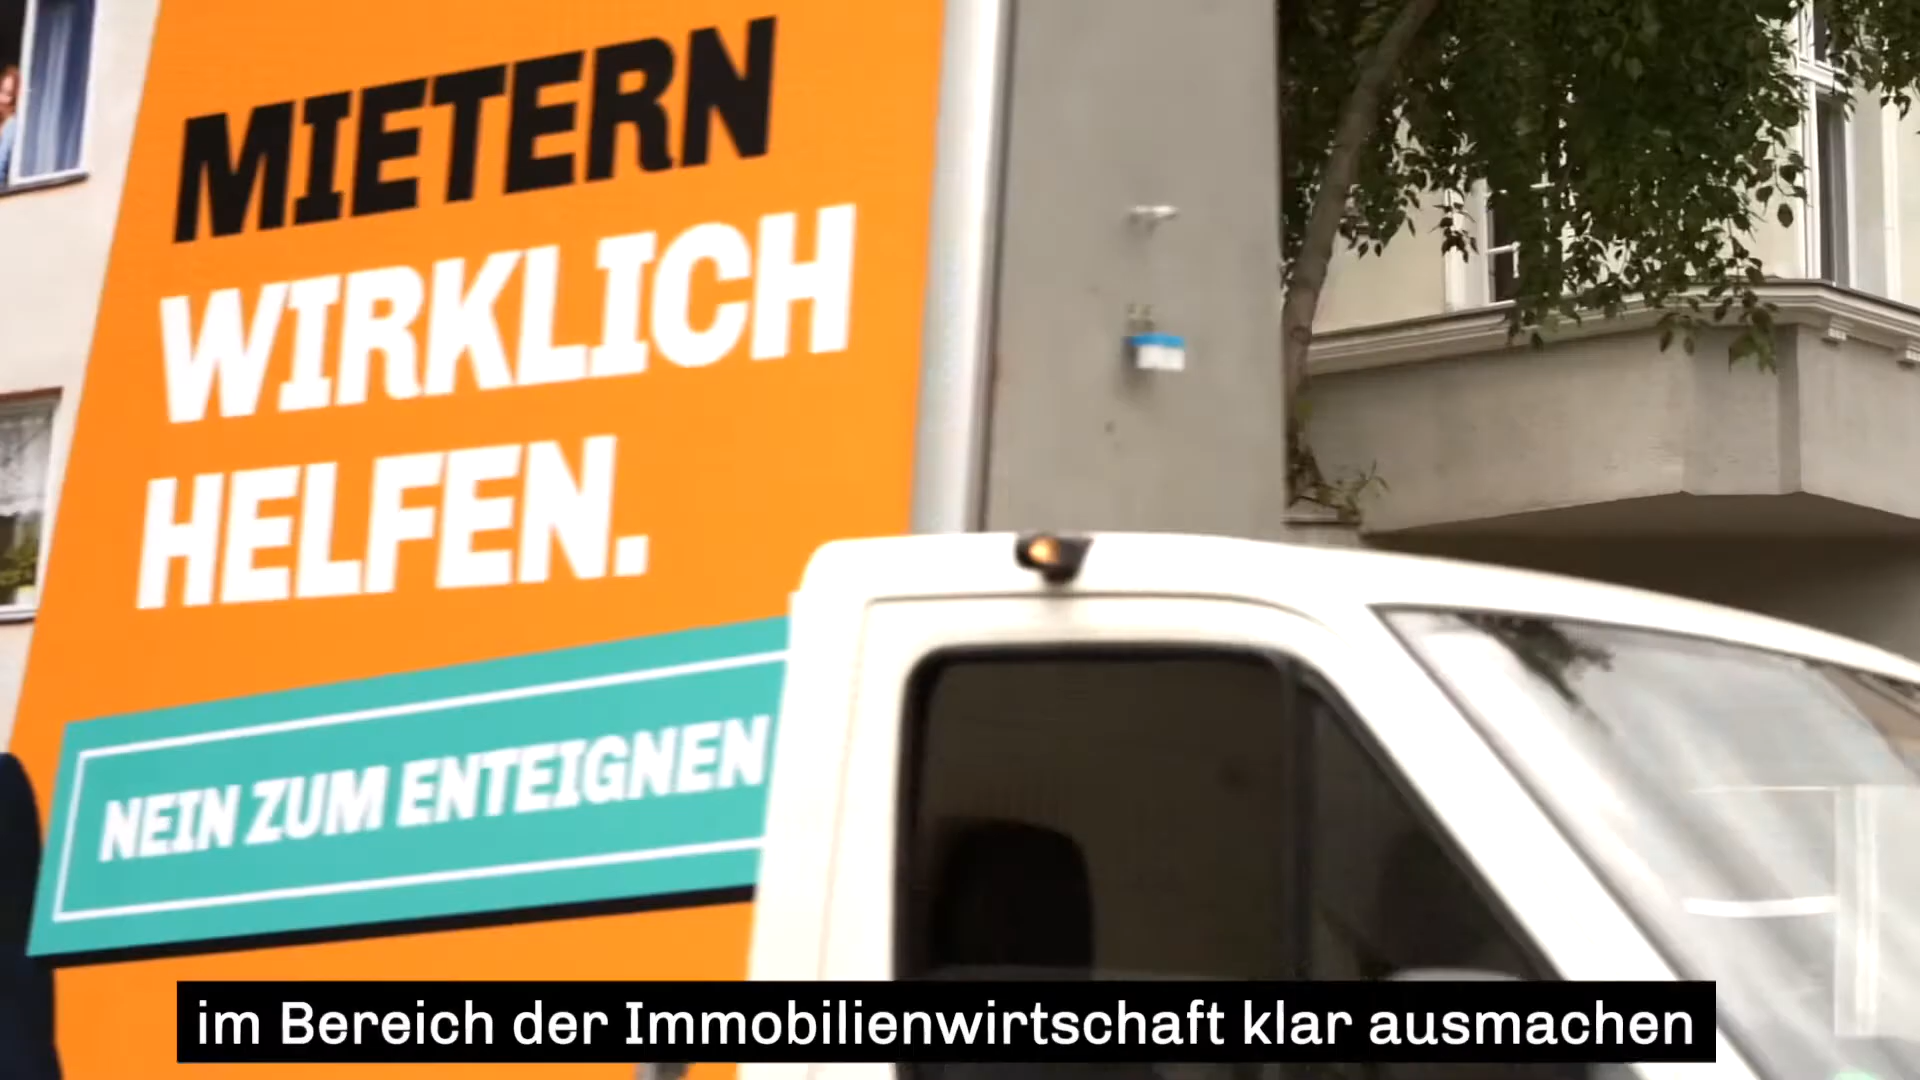 MIETERN
WIRKLICH
HELFEN.
NEIN ZUM ENTEIGNEN
im Bereich der Immobilienwirtschaft klar ausmachen